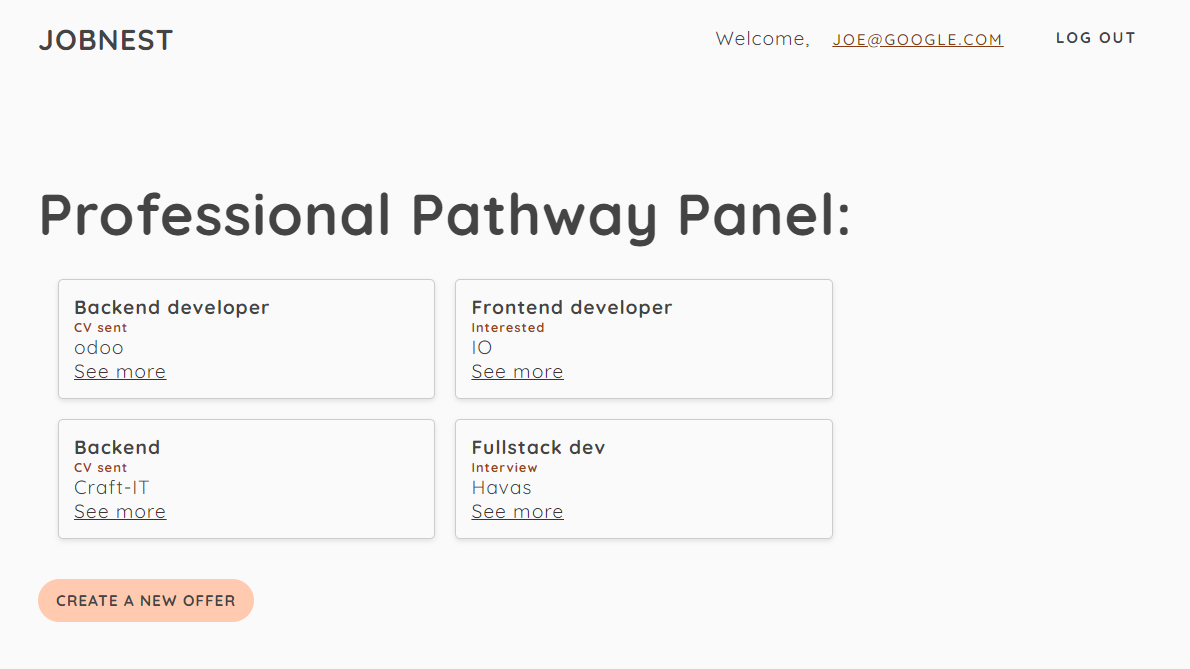 JOBNEST
Welcome, JOE@GOOGLE.COM LOG OUT
Professional Pathway Panel:
Backend developer
CV sent
odoo
See more
Frontend developer
Interested
IO
See more
Backend
CV sent
Craft-IT
See more
Fullstack dev
Interview
Havas
See more
CREATE A NEW OFFER